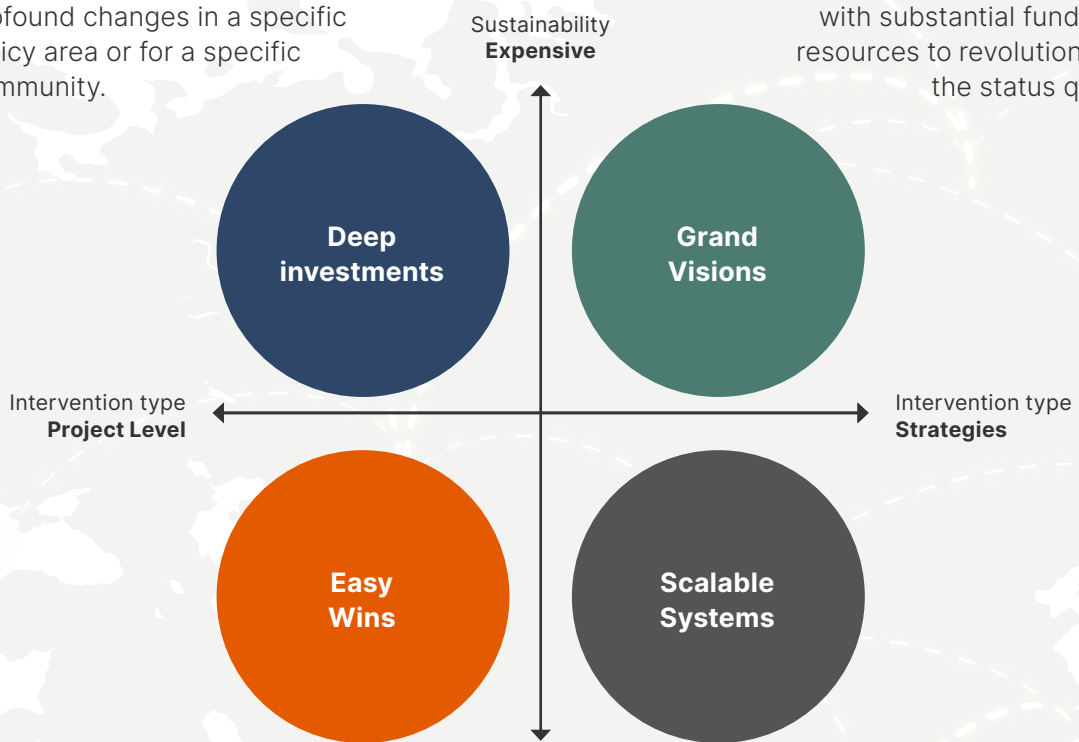 ofound changes in a specific
icy area or for a specific
mmunity.
Sustainability
Expensive
with substantial fund
resources to revolution
the status q
Deep
investments
Grand
Visions
Intervention type
Project Level
Intervention type
Strategies
Easy
Wins
Scalable
Systems